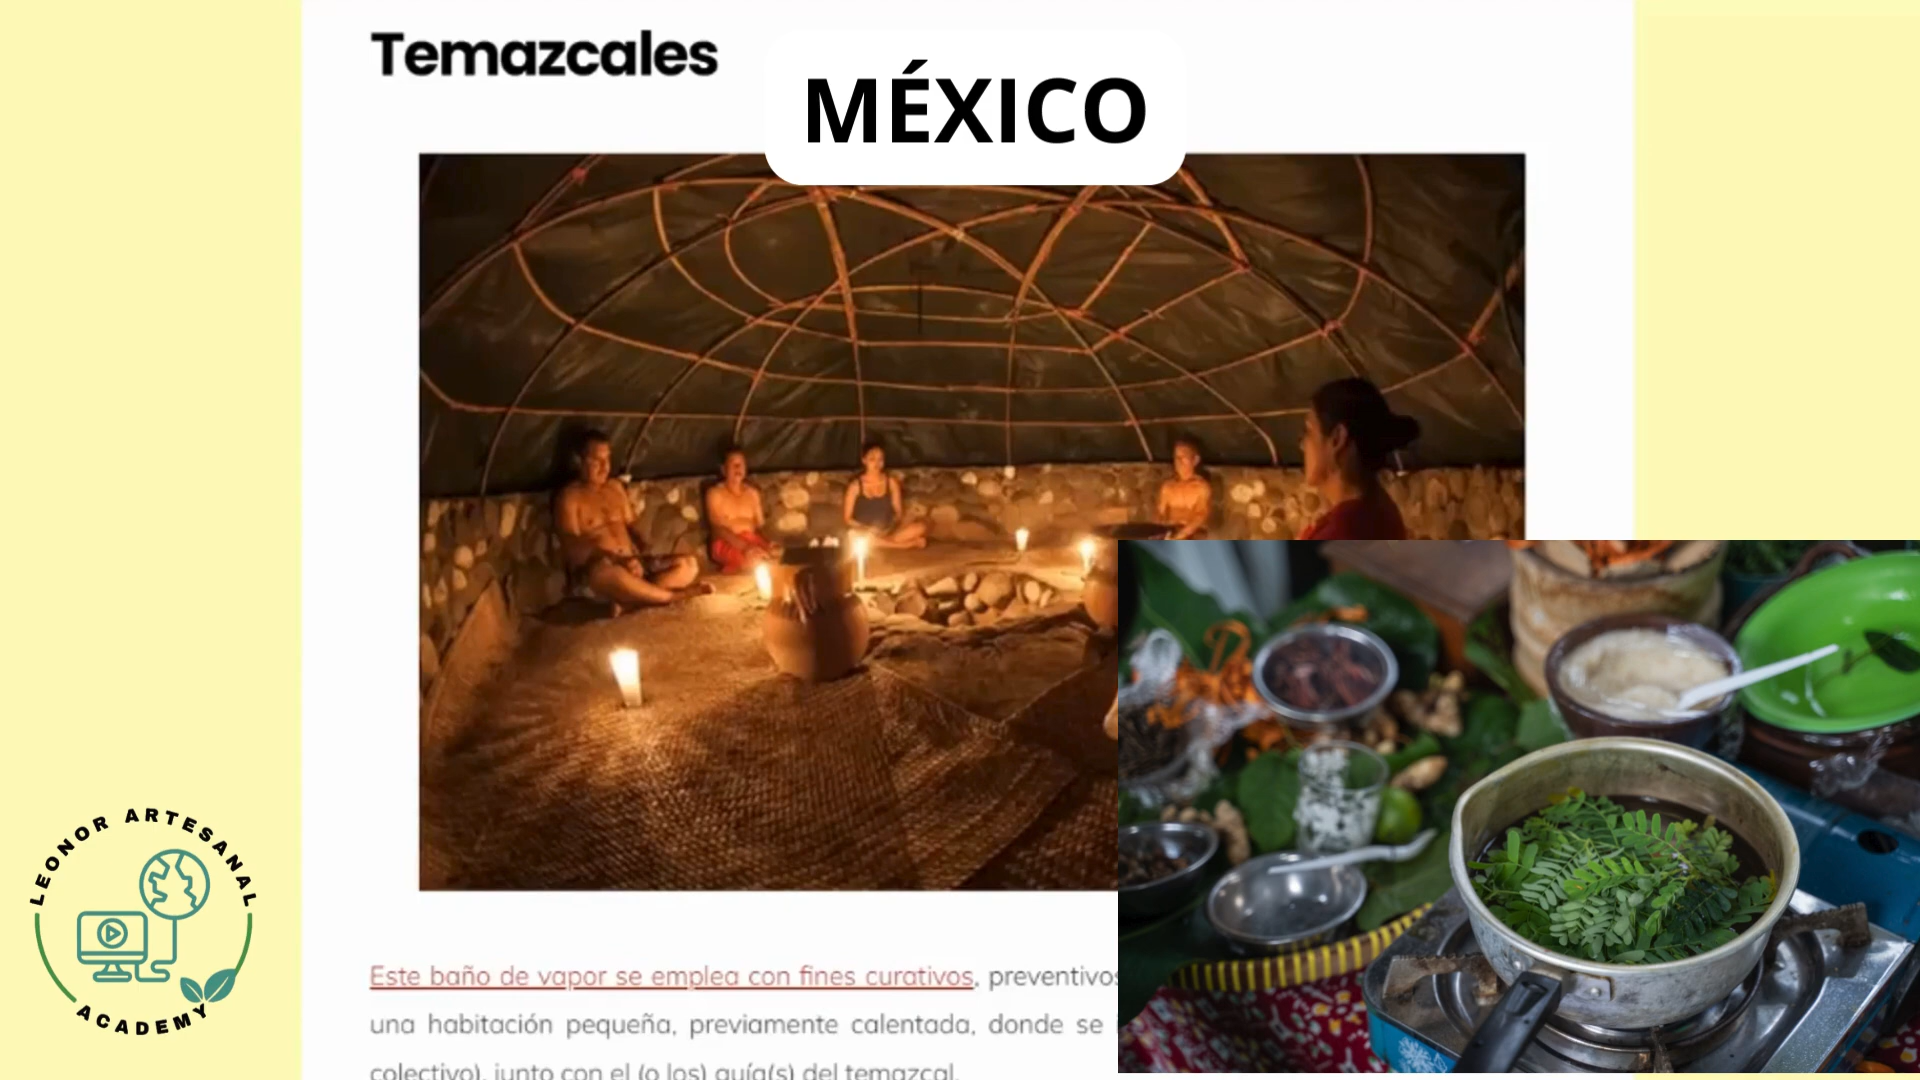 Temazcales
MÉXICO
LEONOR ARTESANAL
ACADEMY
Este baño de vapor se emplea con fines curativos, preventivos
una habitación pequeña, previamente calentada, donde se
colectivo), junto con el (o los) guía(s) del temazcal.